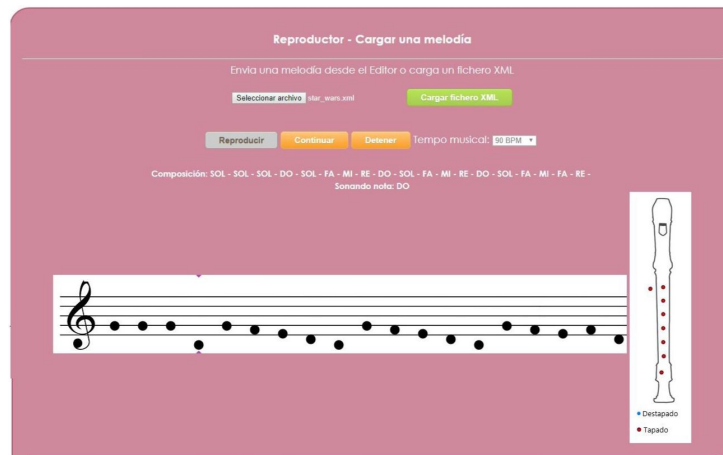 Reproductor - Cargar una melodía
Envia una melodía desde el Editor o carga un fichero XML
Seleccionar archivo star_wars.xml Cargar fichero XML
Reproducir Continuar Detener Tempo musical: 90 BPM
Composición: SOL - SOL - SOL - DO - SOL - FA - MI - RE - DO - SOL - FA - MI - RE - DO - SOL - FA - MI - FA - RE -
Sonando nota: DO
Destapado
Tapado